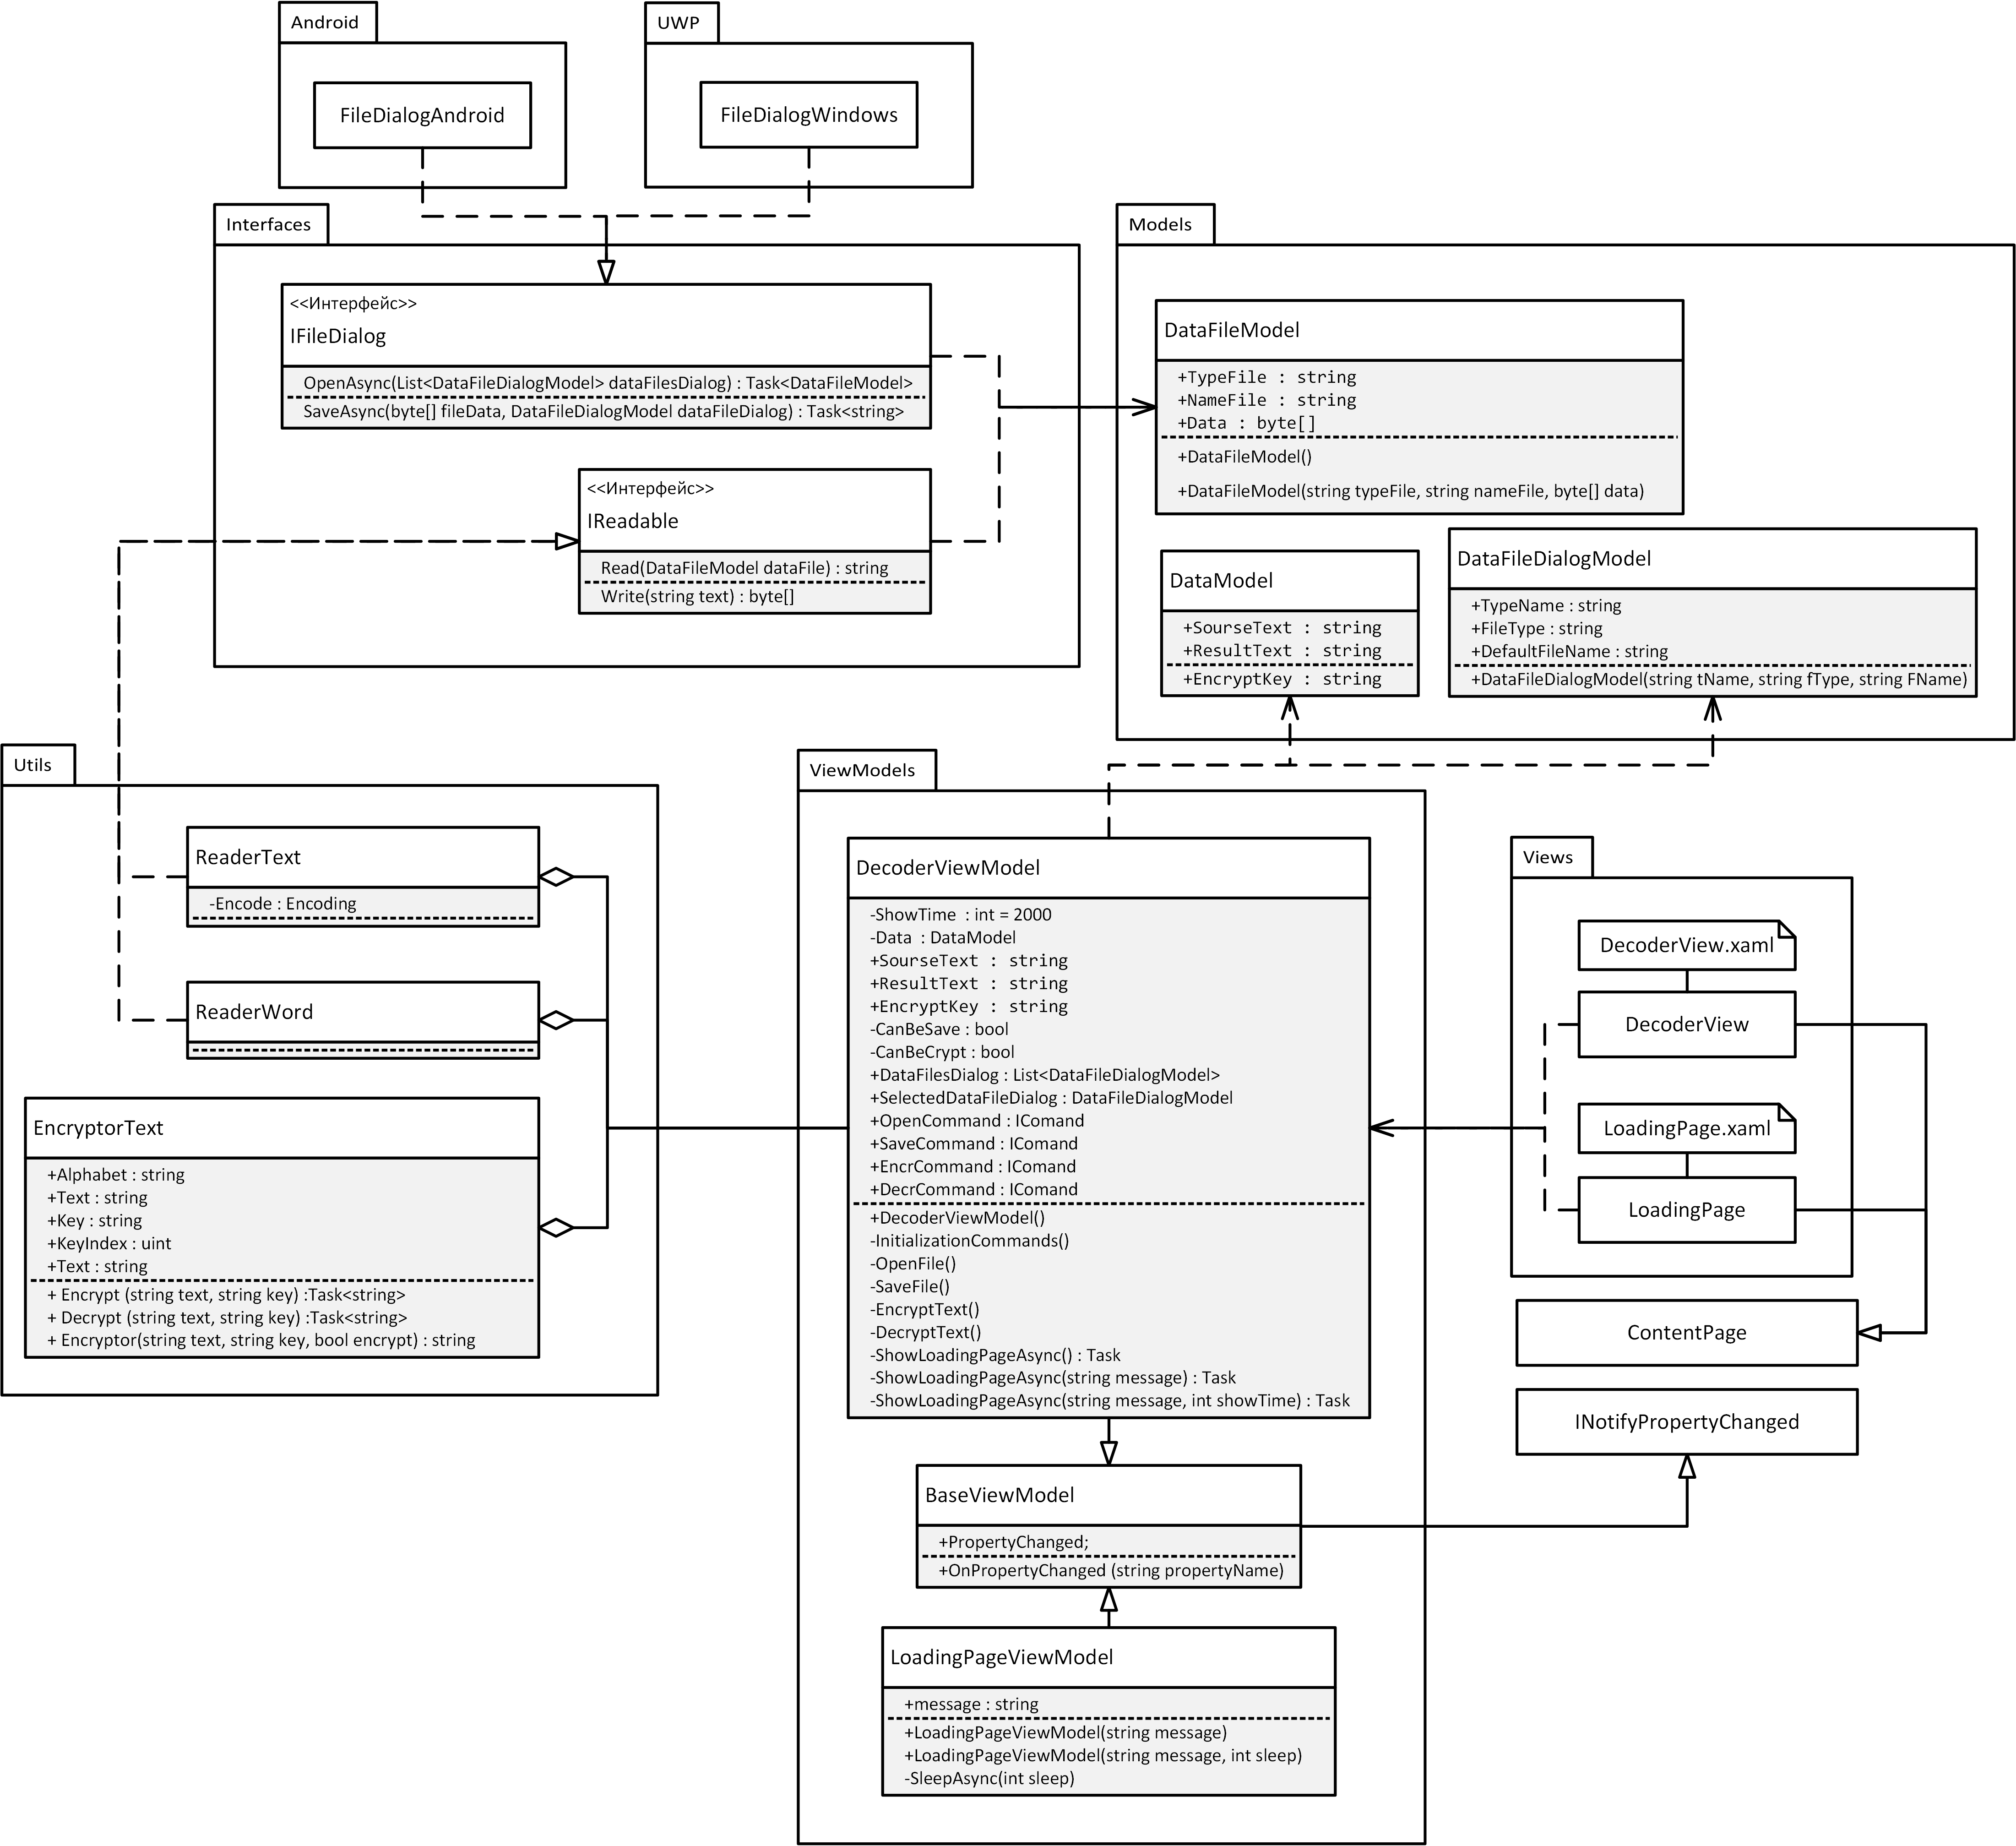 Android
FileDialogAndroid
UWP
FileDialogWindows
Interfaces
<<Интерфейс>>
IFileDialog
OpenAsync(List<DataFileDialogModel> dataFilesDialog) : Task<DataFileModel>
SaveAsync(byte[] fileData, DataFileDialogModel dataFileDialog) : Task<string>
<<Интерфейс>>
IReadable
Read(DataFileModel dataFile) : string
Write(string text) : byte[]
Models
DataFileModel
+TypeFile : string
+NameFile : string
+Data : byte[]
+DataFileModel()
+DataFileModel(string typeFile, string nameFile, byte[] data)
DataModel
+SourseText : string
+ResultText : string
+EncryptKey : string
DataFileDialogModel
+TypeName : string
+FileType : string
+DefaultFileName : string
+DataFileDialogModel(string tName, string fType, string FName)
Utils
ReaderText
-Encode : Encoding
ReaderWord
EncryptorText
+Alphabet : string
+Text : string
+Key : string
+KeyIndex : uint
+Text : string
+ Encrypt (string text, string key) :Task<string>
+ Decrypt (string text, string key) :Task<string>
+ Encryptor(string text, string key, bool encrypt) : string
ViewModels
DecoderViewModel
-ShowTime : int = 2000
-Data : DataModel
+SourseText : string
+ResultText : string
+EncryptKey : string
-CanBeSave : bool
-CanBeCrypt : bool
+DataFilesDialog : List<DataFileDialogModel>
+SelectedDataFileDialog : DataFileDialogModel
+OpenCommand : IComand
+SaveCommand : IComand
+EncrCommand : IComand
+DecrCommand : IComand
+DecoderViewModel()
-InitializationCommands()
-OpenFile()
-SaveFile()
-EncryptText()
-DecryptText()
-ShowLoadingPageAsync() : Task
-ShowLoadingPageAsync(string message) : Task
-ShowLoadingPageAsync(string message, int showTime) : Task
BaseViewModel
+PropertyChanged;
+OnPropertyChanged (string propertyName)
LoadingPageViewModel
+message : string
+LoadingPageViewModel(string message)
+LoadingPageViewModel(string message, int sleep)
-SleepAsync(int sleep)
Views
DecoderView.xaml
DecoderView
LoadingPage.xaml
LoadingPage
ContentPage
INotifyPropertyChanged